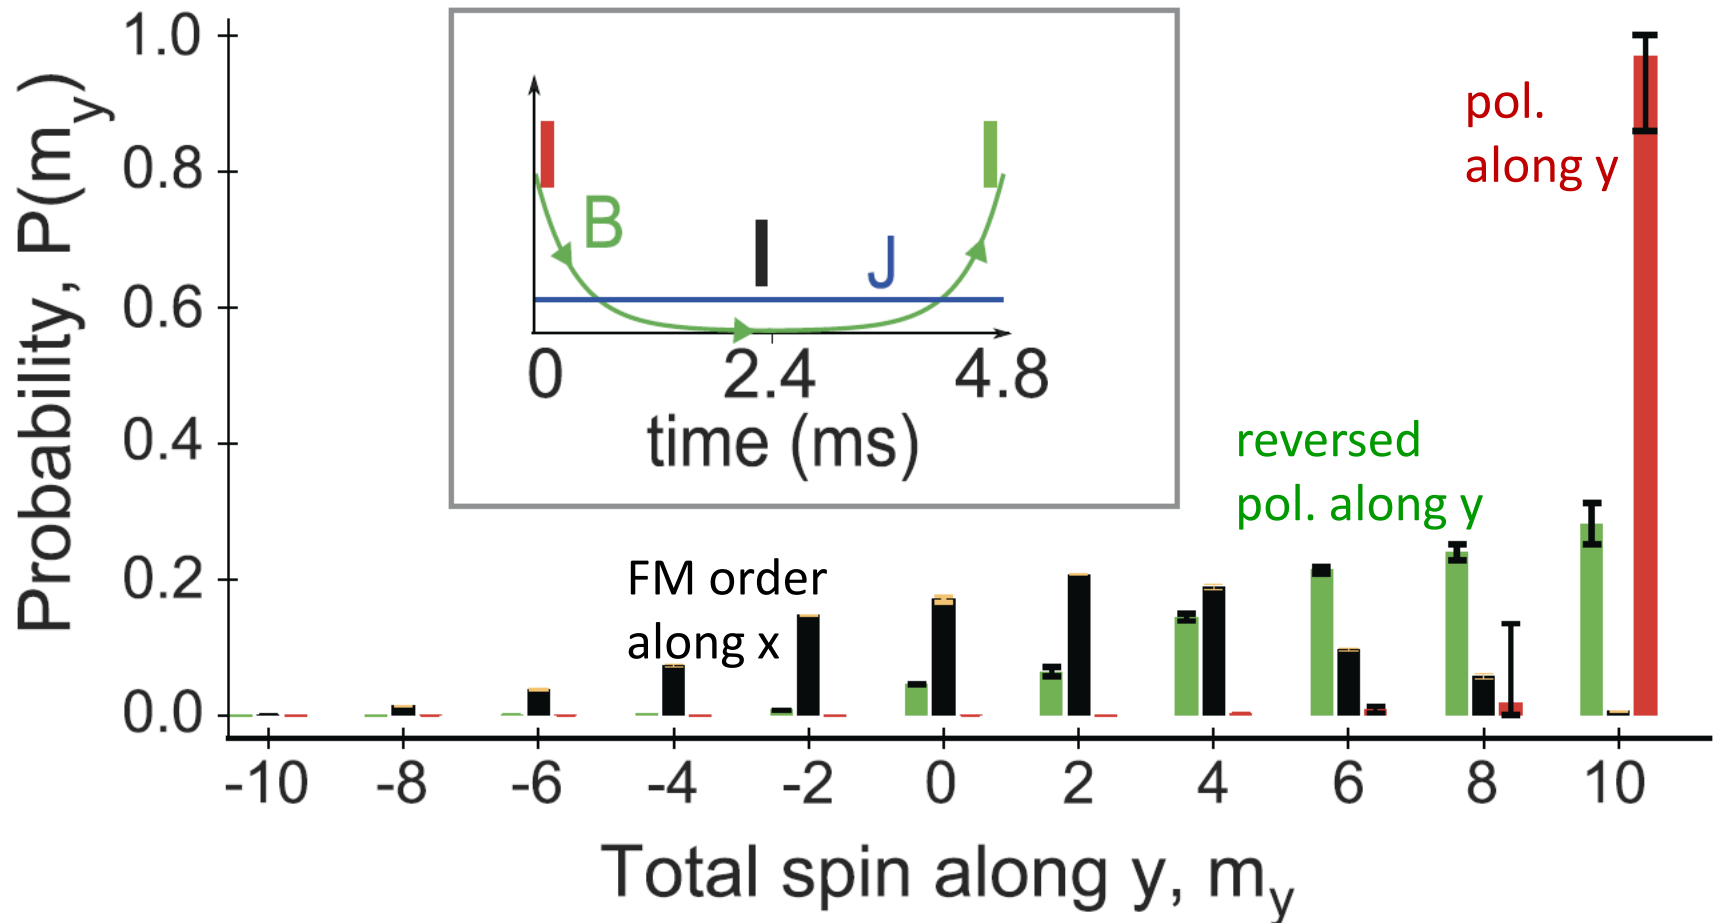 Probability, P(m_y)
1.0
0.8
0.6
0.4
0.2
0.0
B
J
0 2.4 4.8
time (ms)
pol.
along y
reversed
pol. along y
FM order
along x
-10 -8 -6 -4 -2 0 2 4 6 8 10
Total spin along y, m_y